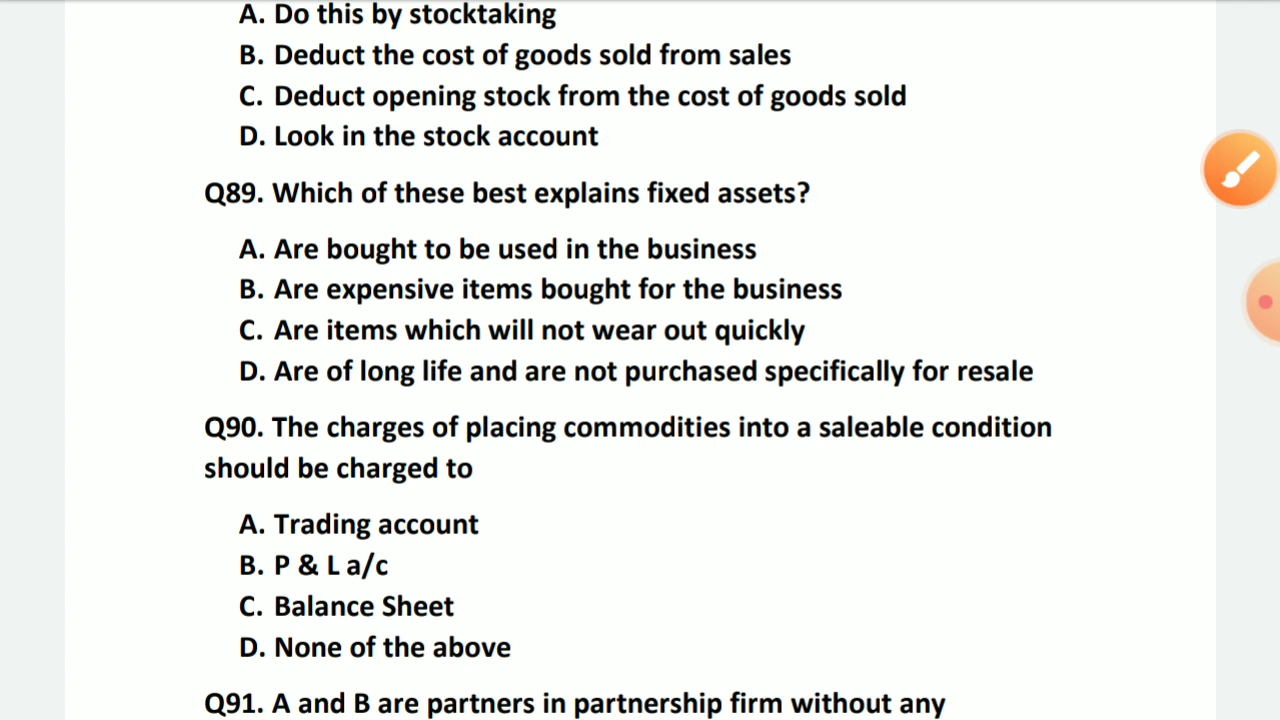 A. Do this by stocktaking
B. Deduct the cost of goods sold from sales
C. Deduct opening stock from the cost of goods sold
D. Look in the stock account
Q89. Which of these best explains fixed assets?
A. Are bought to be used in the business
B. Are expensive items bought for the business
C. Are items which will not wear out quickly
D. Are of long life and are not purchased specifically for resale
Q90. The charges of placing commodities into a saleable condition
should be charged to
A. Trading account
B. P & L a/c
C. Balance Sheet
D. None of the above
Q91. A and B are partners in partnership firm without any